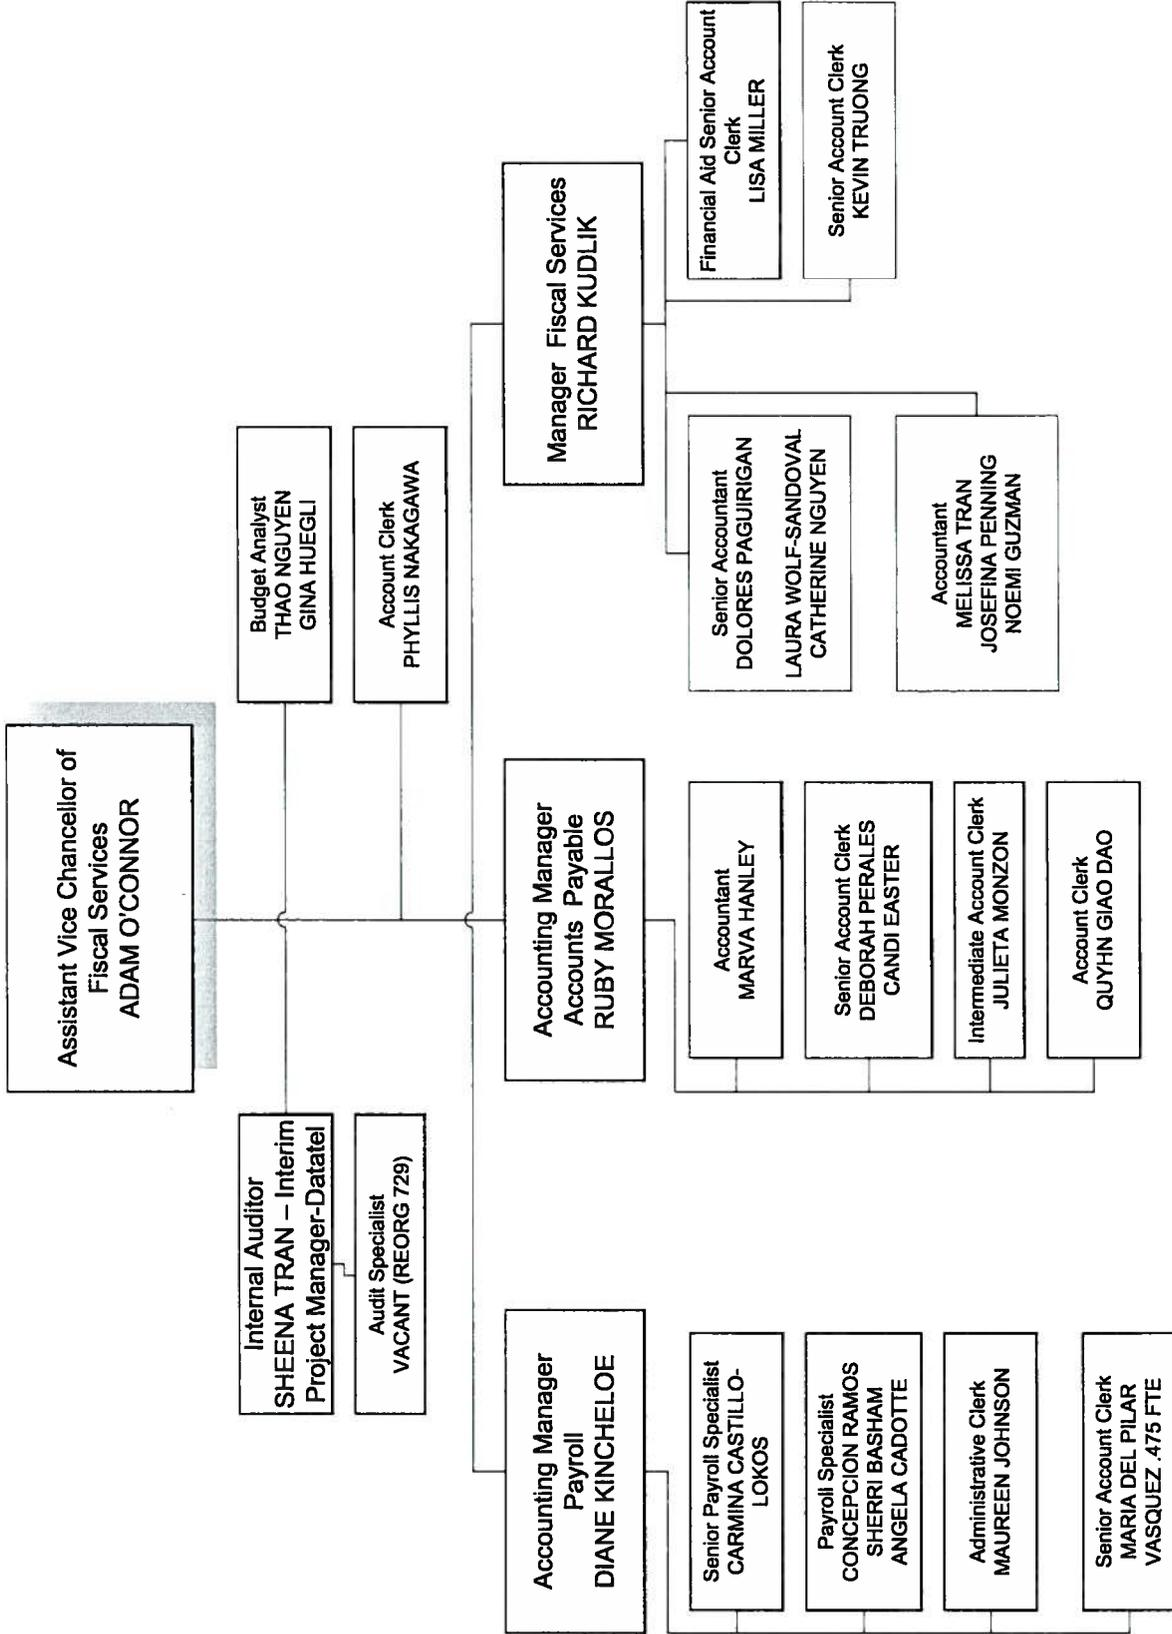 Assistant Vice Chancellor of
Fiscal Services
ADAM O'CONNOR
Internal Auditor
SHEENA TRAN – Interim
Project Manager-Datatel
Audit Specialist
VACANT (REORG 729)
Budget Analyst
THAO NGUYEN
GINA HUEGLI
Account Clerk
PHYLLIS NAKAGAWA
Accounting Manager
Payroll
DIANE KINCHELOE
Senior Payroll Specialist
CARMINA CASTILLO-
LOKOS
Payroll Specialist
CONCEPCION RAMOS
SHERRI BASHAM
ANGELA CADOTTE
Administrative Clerk
MAUREEN JOHNSON
Senior Account Clerk
MARIA DEL PILAR
VASQUEZ .475 FTE
Accounting Manager
Accounts Payable
RUBY MORALLOS
Accountant
MARVA HANLEY
Senior Account Clerk
DEBORAH PERALES
CANDI EASTER
Intermediate Account Clerk
JULIETA MONZON
Account Clerk
QUYHN GIAO DAO
Manager Fiscal Services
RICHARD KUDLIK
Senior Accountant
DOLORES PAGUIRIGAN
LAURA WOLF-SANDOVAL
CATHERINE NGUYEN
Accountant
MELISSA TRAN
JOSEFINA PENNING
NOEMI GUZMAN
Financial Aid Senior Account
Clerk
LISA MILLER
Senior Account Clerk
KEVIN TRUONG